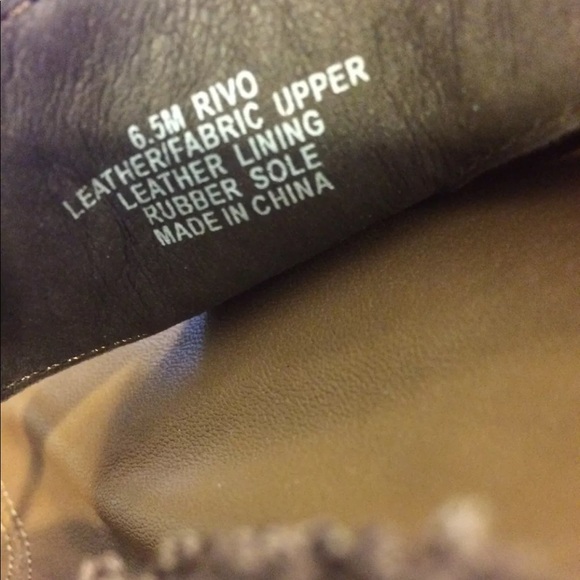 6.5M RIVO
LEATHER/FABRIC UPPER
LEATHER LINING
RUBBER SOLE
MADE IN CHINA